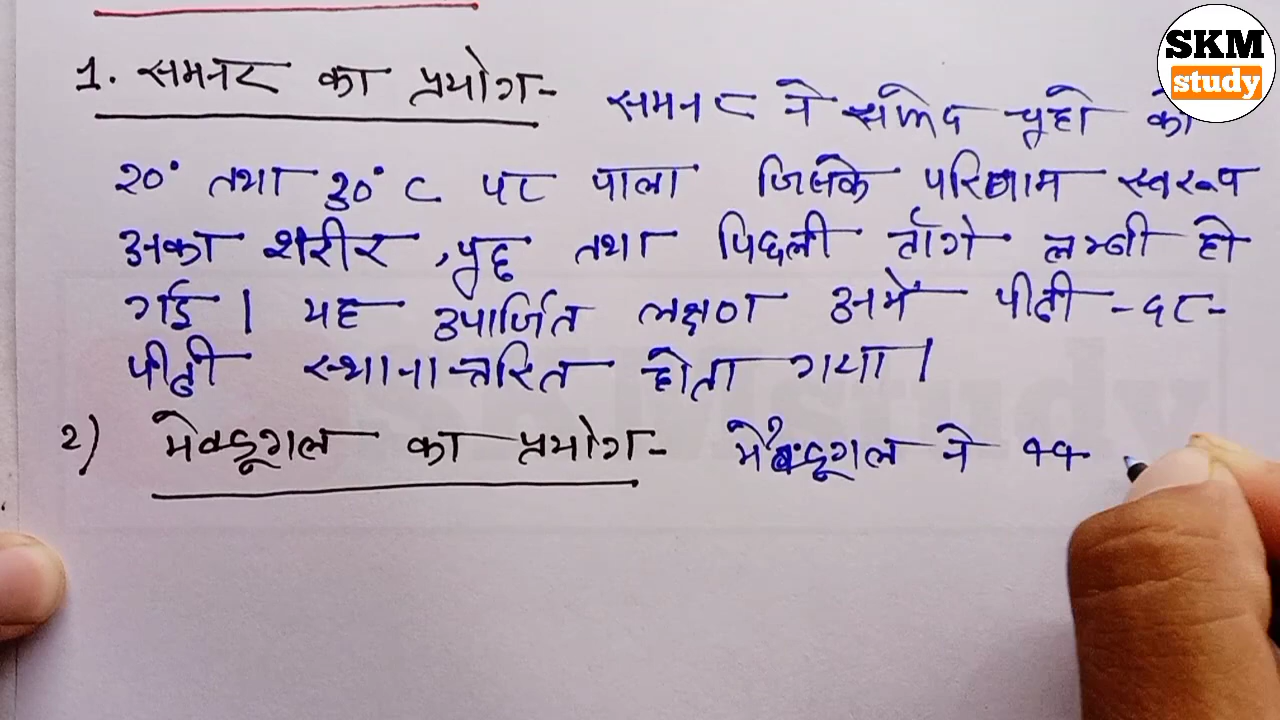 SKM
study
1. समनर का प्रयोग-
समनर ने सफेद चूहो को
20° तथा 30° C पर पाला जिसके परिणाम स्वरूप
उनका शरीर, पूछ तथा पिछली टाँगे लम्बी हो
गई। यह उपार्जित लक्षण उनमें पीढी-दर-
पीढी स्थानान्तरित होता गया।
2) मेक्डूगल का प्रयोग- मेक्डूगल ने